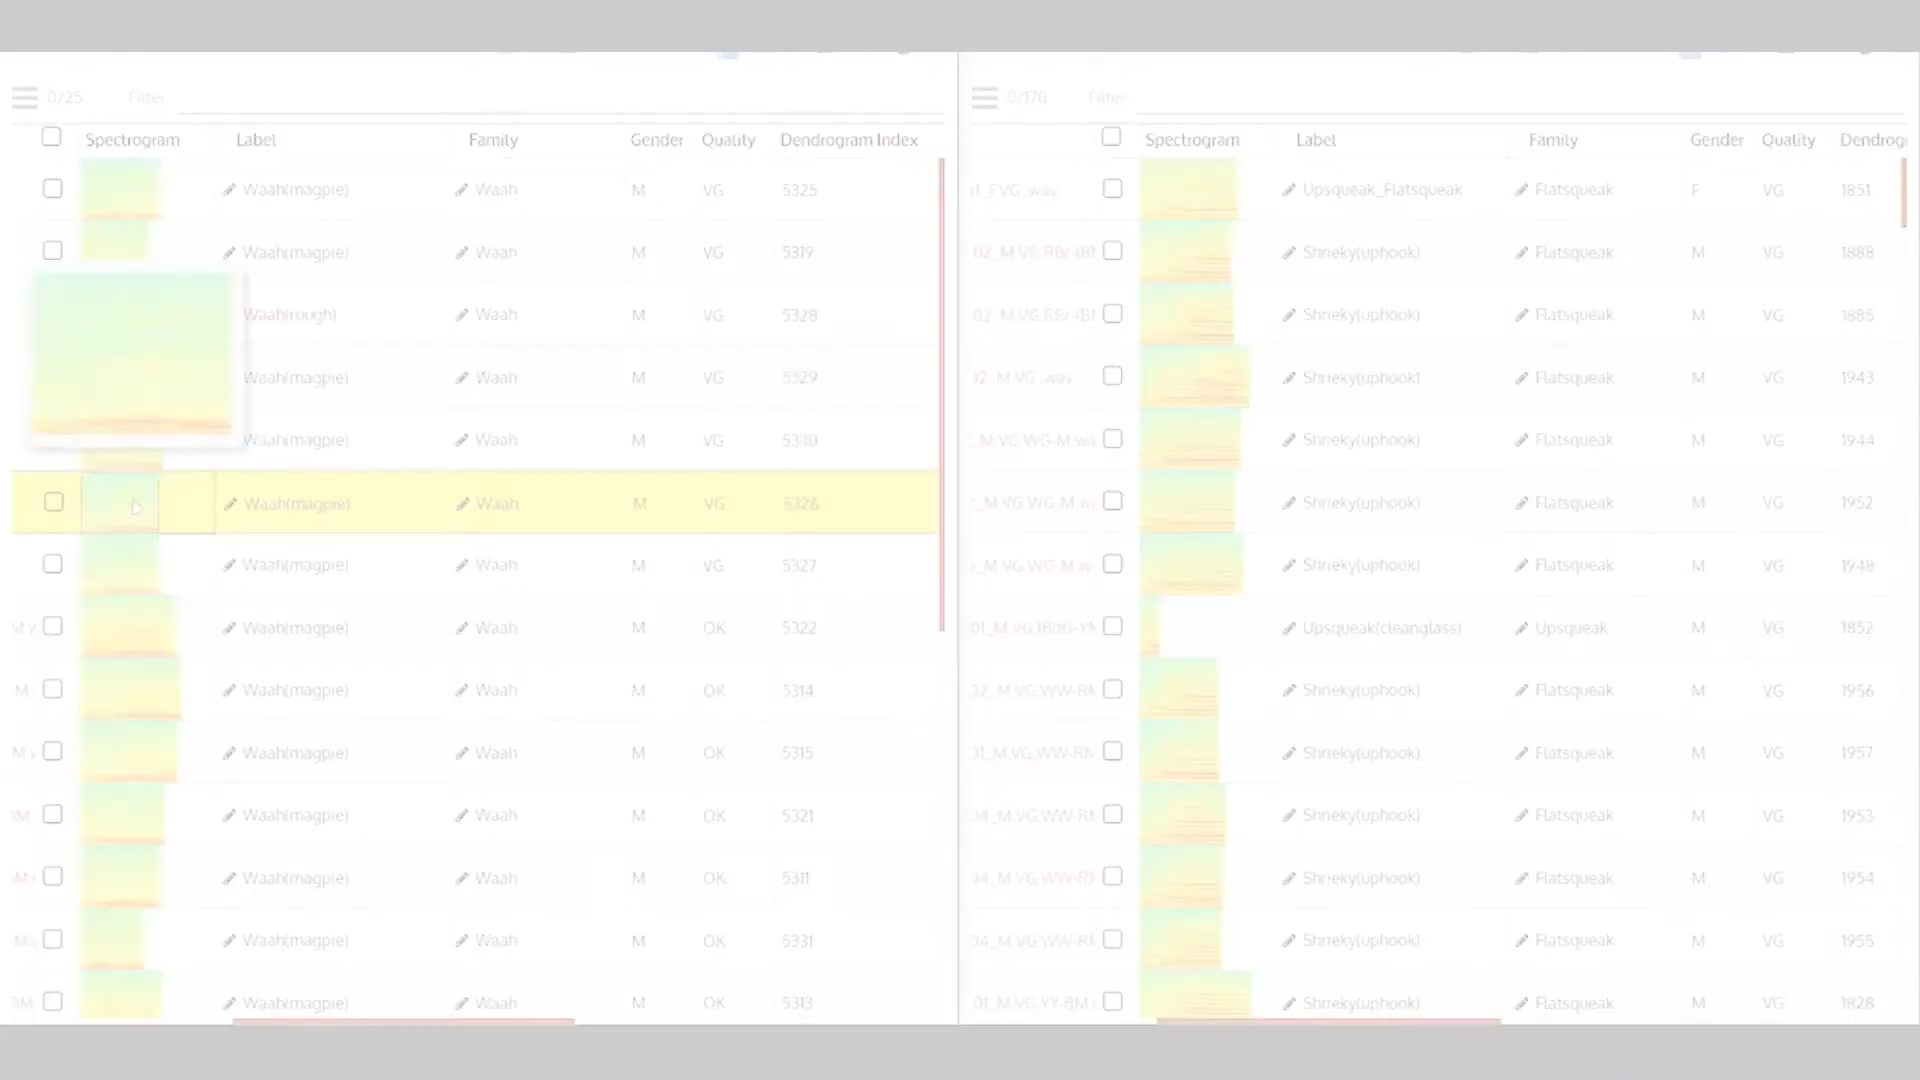 0/25 Filter
Spectrogram Label Family Gender Quality Dendrogram Index
Waah(magpie) Waah M VG 5325
Waah(magpie) Waah M VG 5319
Waah(rough) Waah M VG 5328
Waah(magpie) Waah M VG 5329
Waah(magpie) Waah M VG 5330
Waah(magpie) Waah M VG 5326
Waah(magpie) Waah M VG 5327
Waah(magpie) Waah M OK 5322
Waah(magpie) Waah M OK 5314
Waah(magpie) Waah M OK 5315
Waah(magpie) Waah M OK 5321
Waah(magpie) Waah M OK 5311
Waah(magpie) Waah M OK 5331
Waah(magpie) Waah M OK 5313
0/170 Filter
Spectrogram Label Family Gender Quality Dendrog
Upsqueak_Flatsqueak Flatsqueak F VG 1851
Shrieky(uphook) Flatsqueak M VG 1888
Shrieky(uphook) Flatsqueak M VG 1885
Shrieky(uphook) Flatsqueak M VG 1943
Shrieky(uphook) Flatsqueak M VG 1944
Shrieky(uphook) Flatsqueak M VG 1952
Shrieky(uphook) Flatsqueak M VG 1948
Upsqueak(cleanglass) Upsqueak M VG 1852
Shrieky(uphook) Flatsqueak M VG 1956
Shrieky(uphook) Flatsqueak M VG 1957
Shrieky(uphook) Flatsqueak M VG 1953
Shrieky(uphook) Flatsqueak M VG 1954
Shrieky(uphook) Flatsqueak M VG 1955
Shrieky(uphook) Flatsqueak M VG 1828